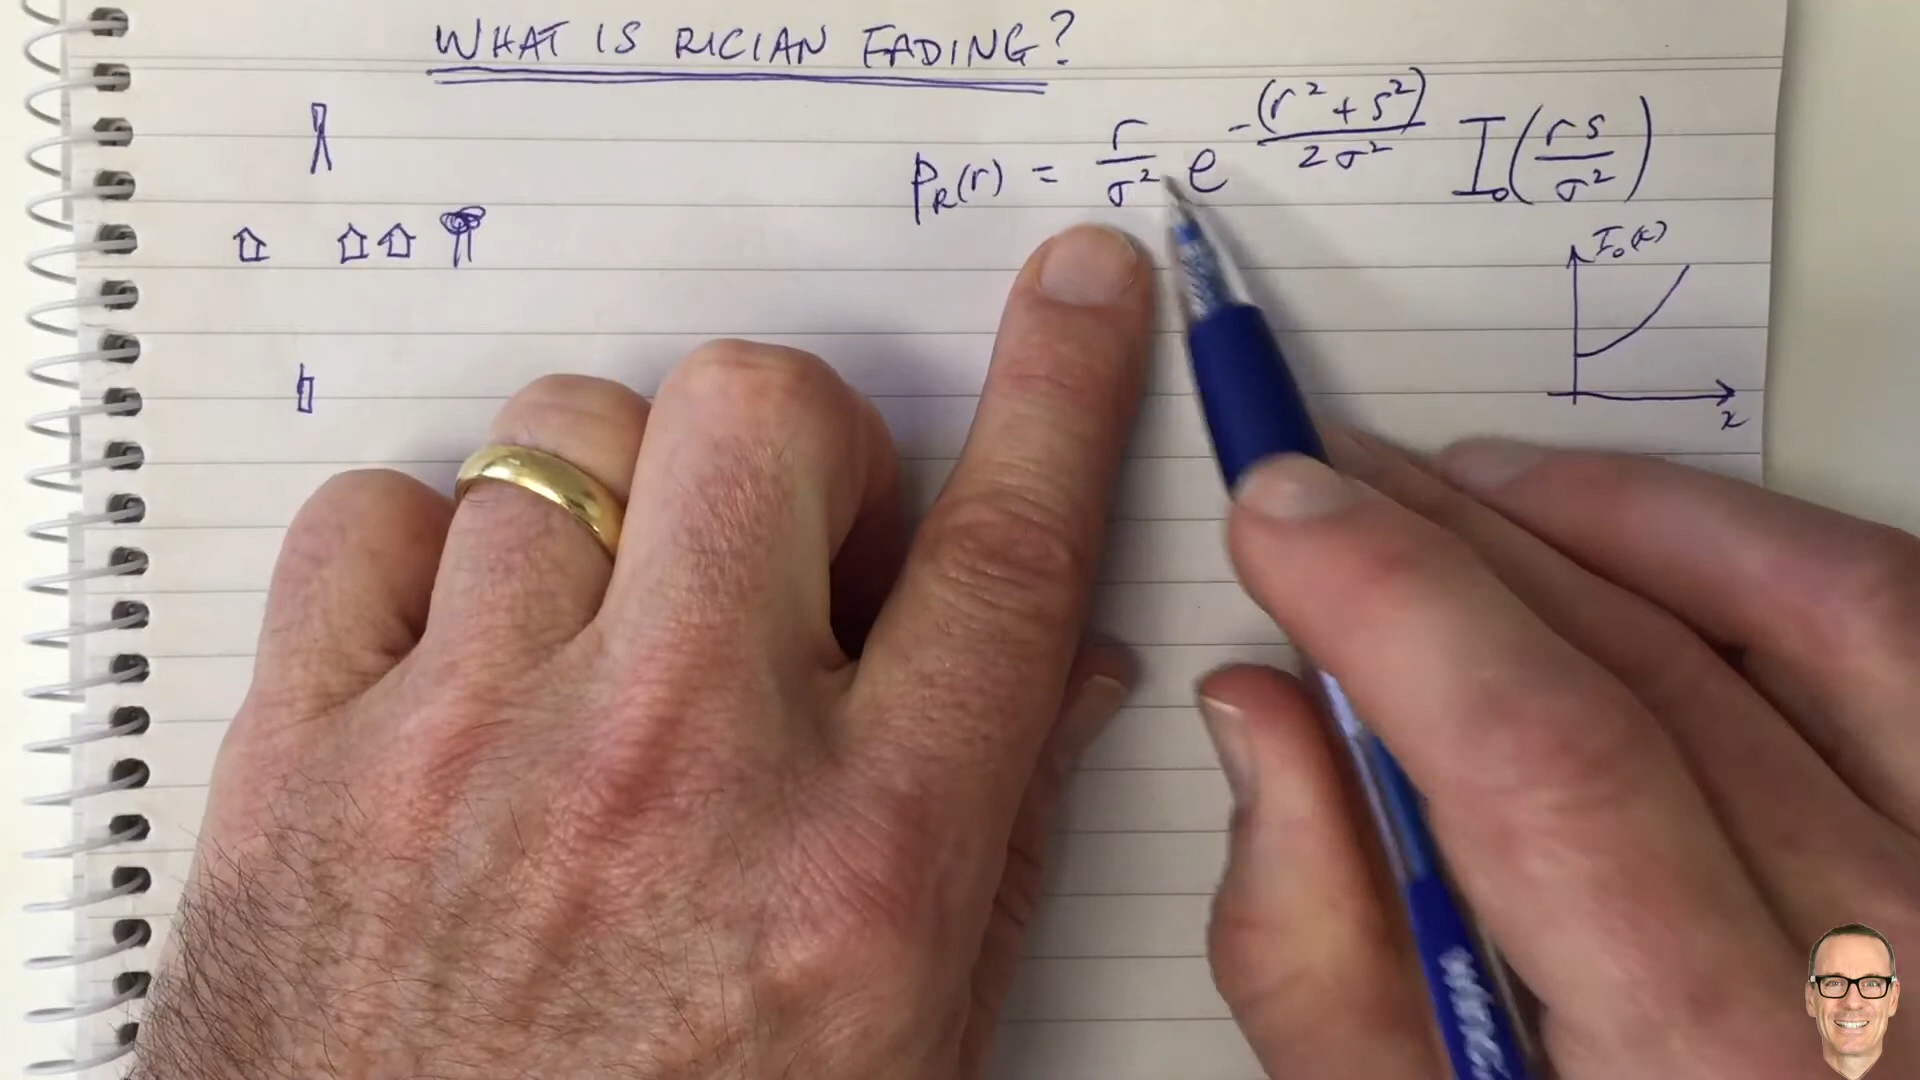 WHAT IS RICIAN FADING?
p_R(r) = r/σ² e^(-(r² + s²)/2σ²) I₀(rs/σ²)
I₀(x)
x